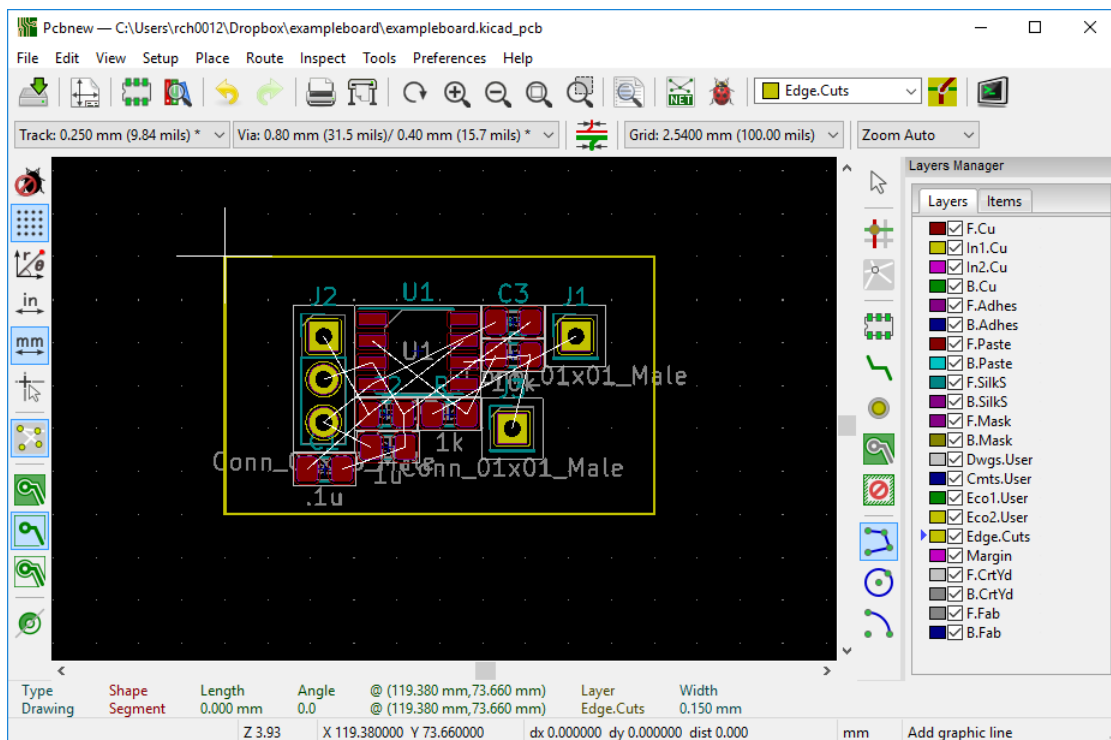 Pcbnew — C:\Users\rch0012\Dropbox\exampleboard\exampleboard.kicad_pcb
File Edit View Setup Place Route Inspect Tools Preferences Help
NET Edge.Cuts
Track: 0.250 mm (9.84 mils) * Via: 0.80 mm (31.5 mils)/ 0.40 mm (15.7 mils) * Grid: 2.5400 mm (100.00 mils) Zoom Auto
in
mm
J2 U1 C3 J1
U1
Conn_01x01_Male
1k
Conn_01x01_Male
1u
.1u
Layers Manager
Layers Items
F.Cu
In1.Cu
In2.Cu
B.Cu
F.Adhes
B.Adhes
F.Paste
B.Paste
F.SilkS
B.SilkS
F.Mask
B.Mask
Dwgs.User
Cmts.User
Eco1.User
Eco2.User
Edge.Cuts
Margin
F.CrtYd
B.CrtYd
F.Fab
B.Fab
Type Shape Length Angle @ (119.380 mm,73.660 mm) Layer Width
Drawing Segment 0.000 mm 0.0 @ (119.380 mm,73.660 mm) Edge.Cuts 0.150 mm
Z 3.93 X 119.380000 Y 73.660000 dx 0.000000 dy 0.000000 dist 0.000 mm Add graphic line